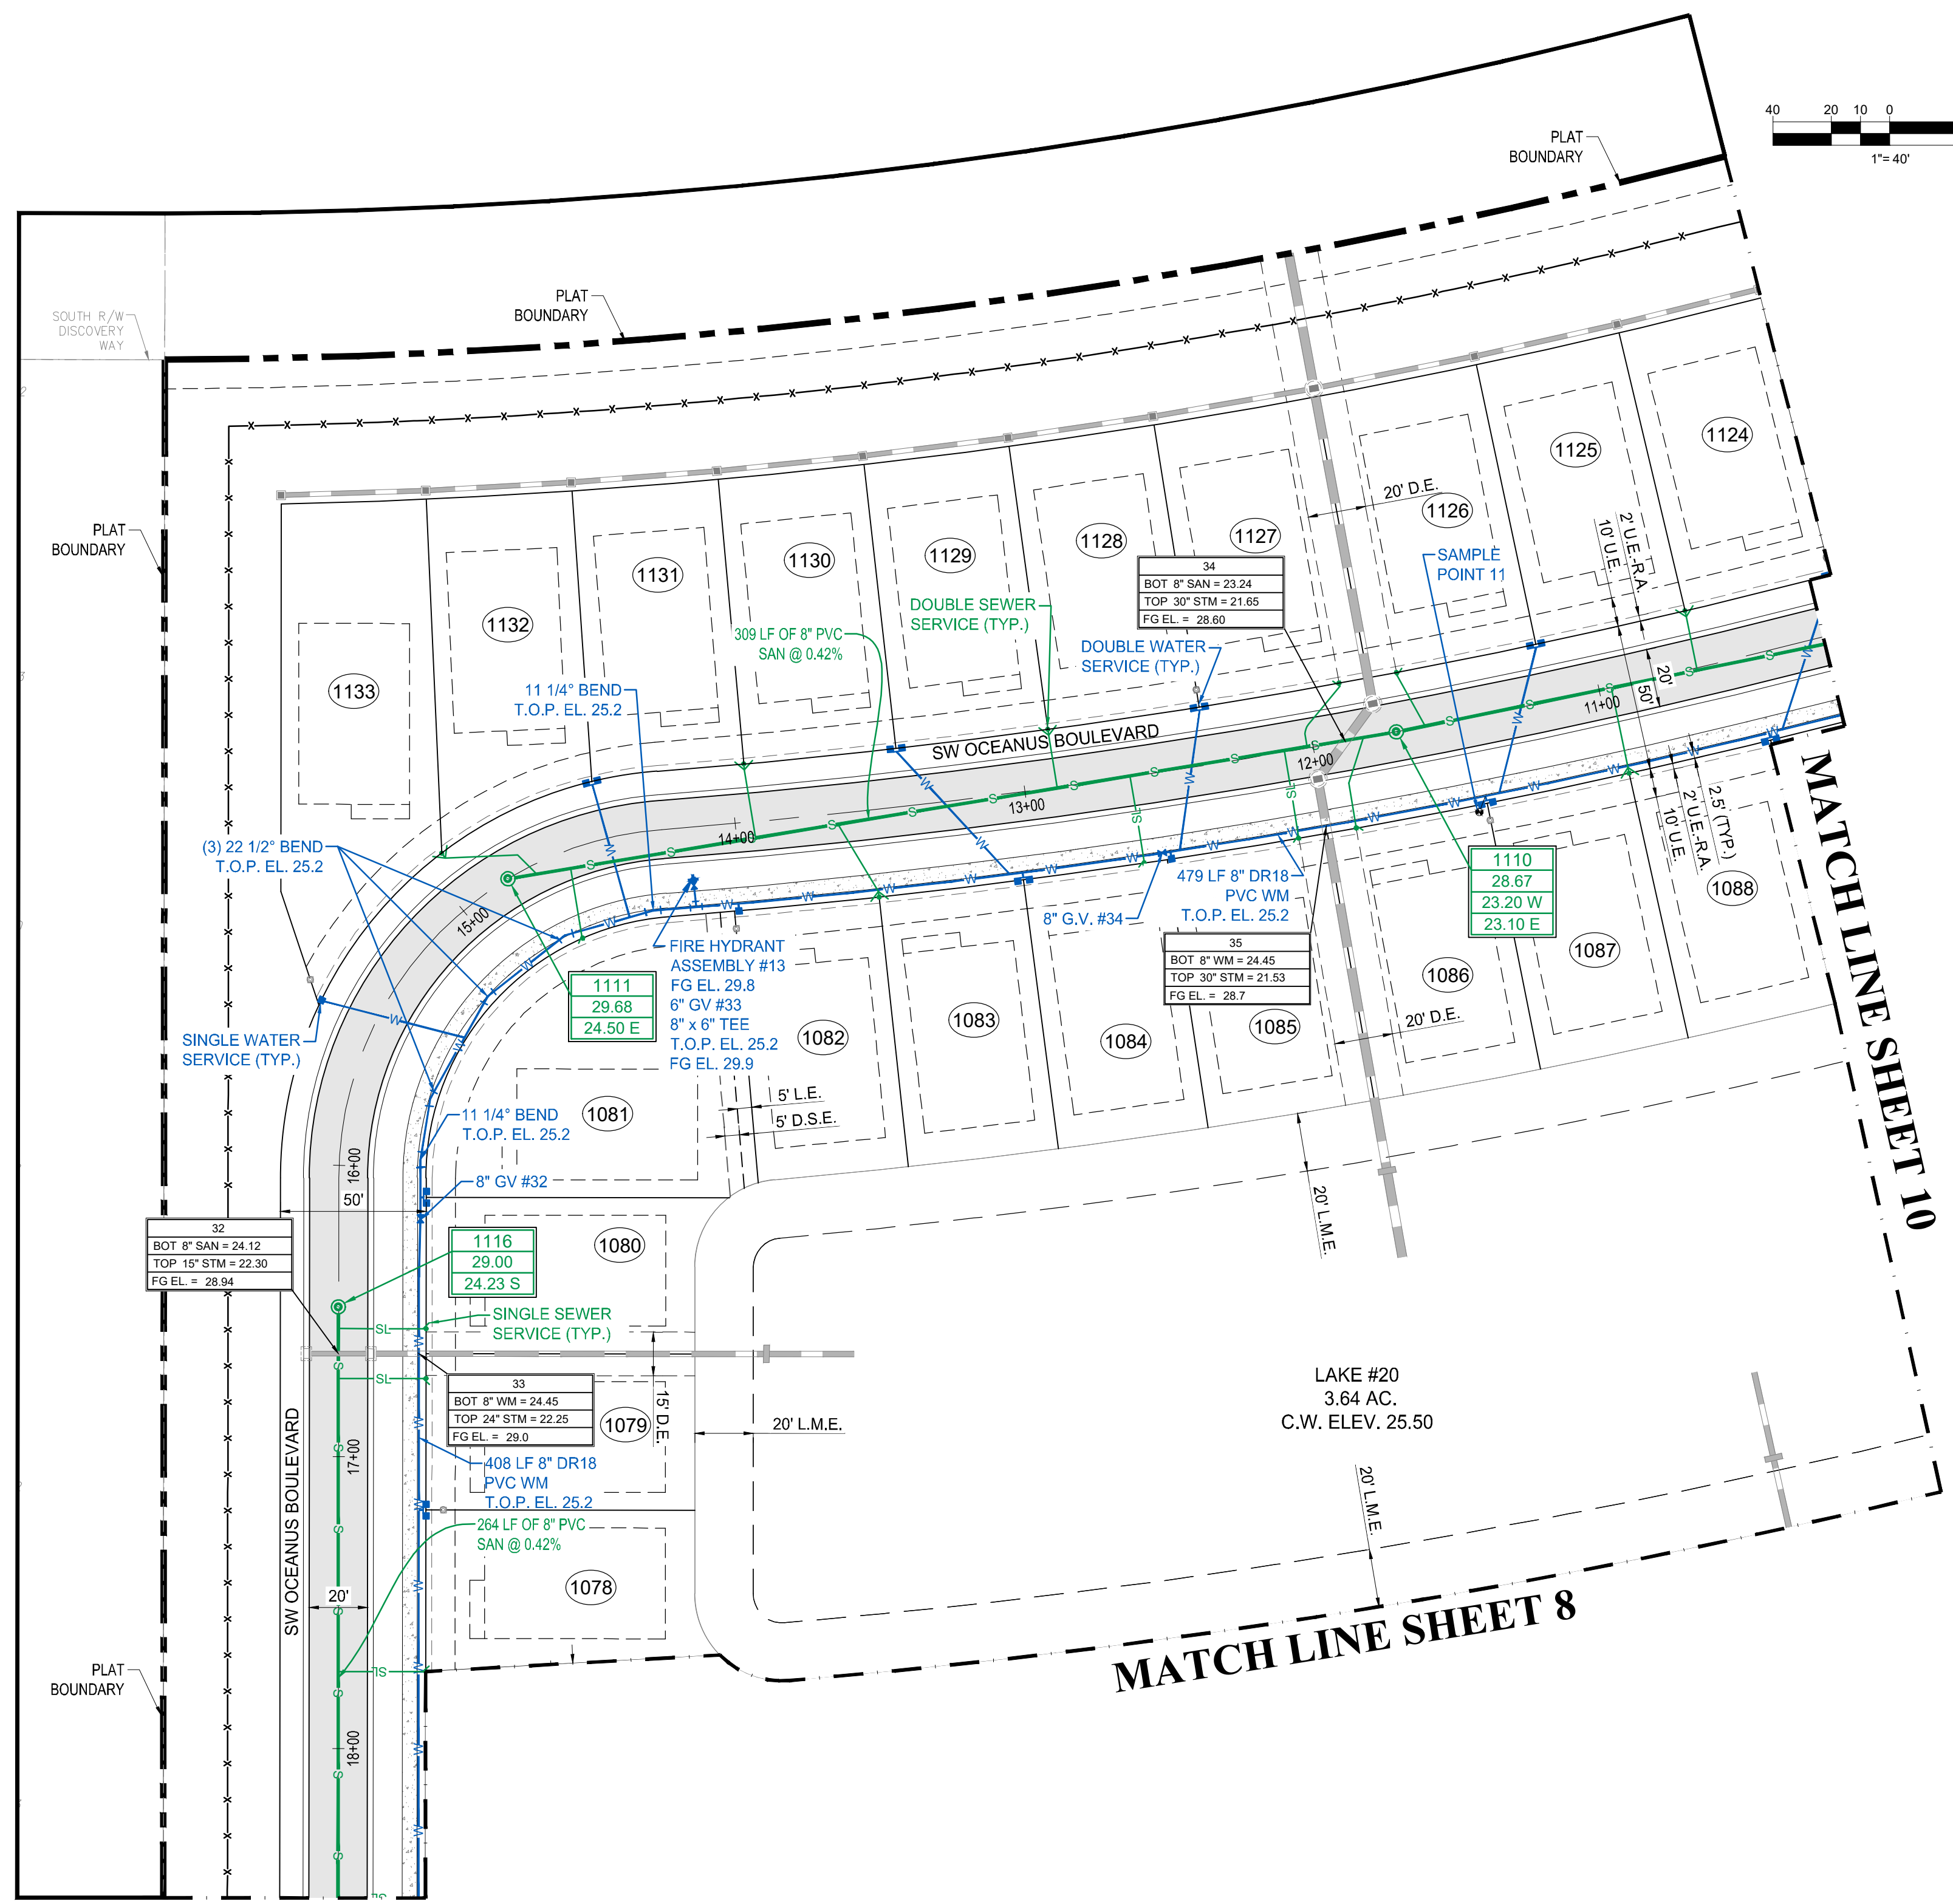 40 20 10 0
1"= 40'
PLAT
BOUNDARY
PLAT
BOUNDARY
SOUTH R/W
DISCOVERY
WAY
PLAT
BOUNDARY
1124
1125
1126
1127
1128
1129
1130
1131
1132
1133
20' D.E.
10' U.E.
2' U.E.-R.A.
SAMPLE
POINT 11
34
BOT 8" SAN = 23.24
TOP 30" STM = 21.65
FG EL. = 28.60
DOUBLE SEWER
SERVICE (TYP.)
309 LF OF 8" PVC
SAN @ 0.42%
DOUBLE WATER
SERVICE (TYP.)
11 1/4° BEND
T.O.P. EL. 25.2
SW OCEANUS BOULEVARD
20'
50'
11+00
12+00
13+00
14+00
15+00
(3) 22 1/2° BEND
T.O.P. EL. 25.2
2.5' (TYP.)
2' U.E.-R.A.
10' U.E.
MATCH LINE SHEET 10
1110
28.67
23.20 W
23.10 E
479 LF 8" DR18
PVC WM
T.O.P. EL. 25.2
8" G.V. #34
35
BOT 8" WM = 24.45
TOP 30" STM = 21.53
FG EL. = 28.7
1088
1087
1086
1085
1084
1083
1082
1081
20' D.E.
FIRE HYDRANT
ASSEMBLY #13
FG EL. 29.8
6" GV #33
8" x 6" TEE
T.O.P. EL. 25.2
FG EL. 29.9
1111
29.68
24.50 E
SINGLE WATER
SERVICE (TYP.)
5' L.E.
5' D.S.E.
11 1/4° BEND
T.O.P. EL. 25.2
16+00
50'
8" GV #32
20' L.M.E.
32
BOT 8" SAN = 24.12
TOP 15" STM = 22.30
FG EL. = 28.94
1116
29.00
24.23 S
1080
SINGLE SEWER
SERVICE (TYP.)
SL
SL
33
BOT 8" WM = 24.45
TOP 24" STM = 22.25
FG EL. = 29.0
1079
15' D.E.
20' L.M.E.
LAKE #20
3.64 AC.
C.W. ELEV. 25.50
17+00
SW OCEANUS BOULEVARD
408 LF 8" DR18
PVC WM
T.O.P. EL. 25.2
264 LF OF 8" PVC
SAN @ 0.42%
20' L.M.E.
1078
20'
MATCH LINE SHEET 8
PLAT
BOUNDARY
18+00